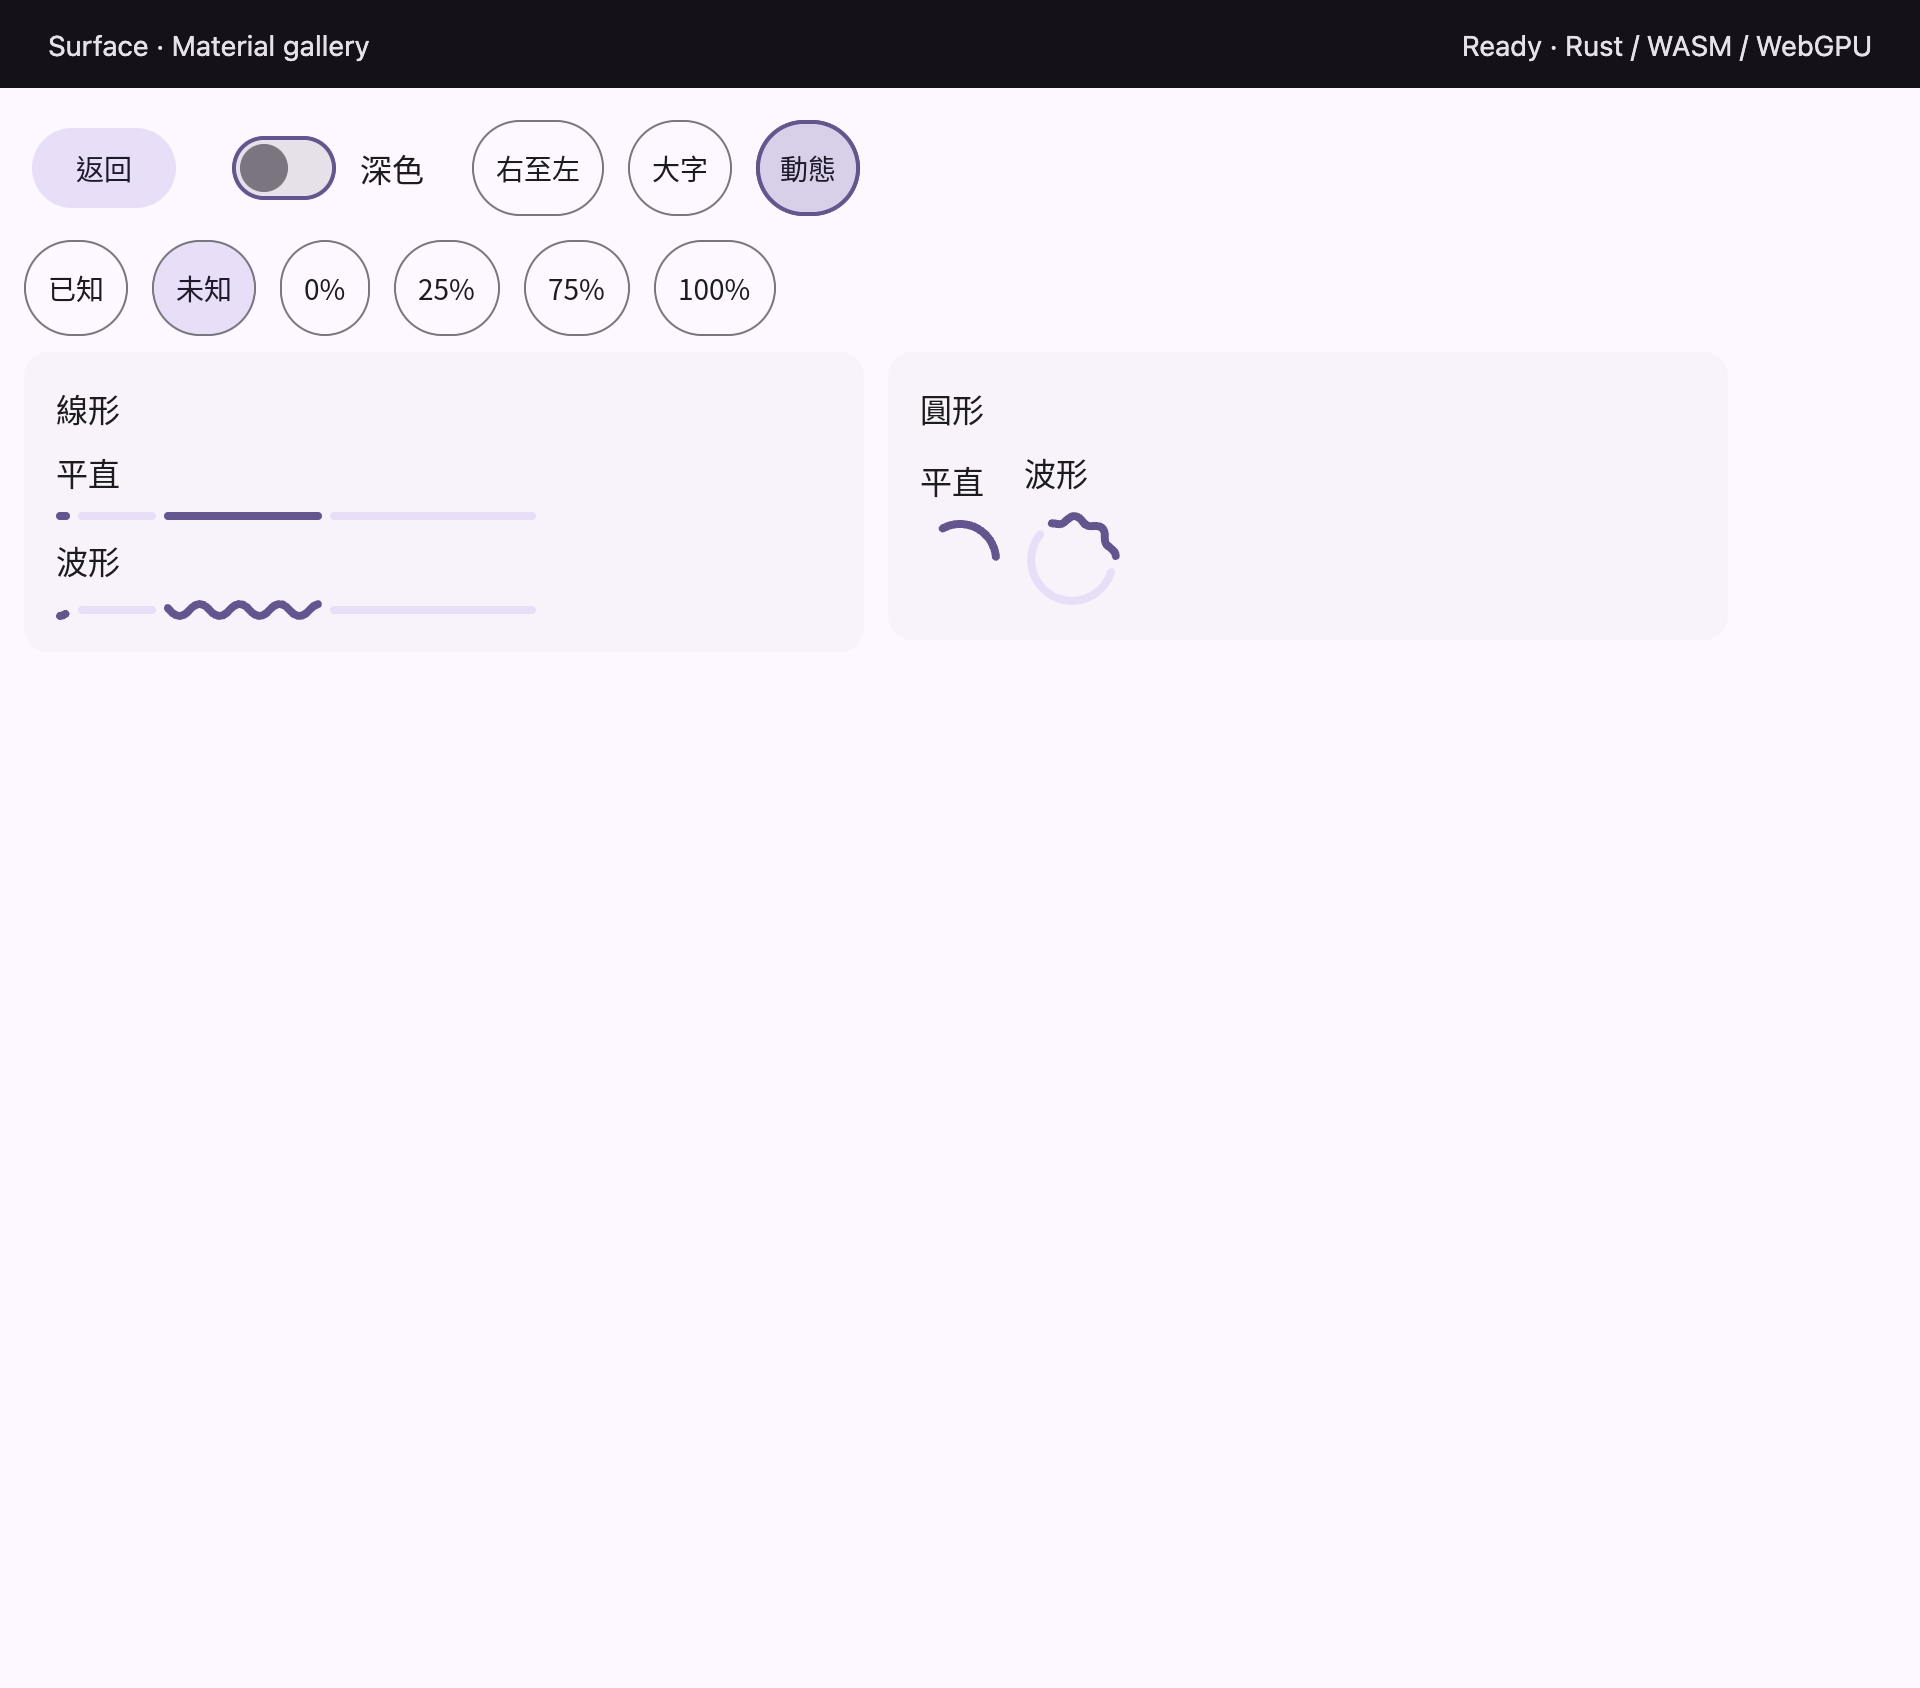 Surface · Material gallery
Ready · Rust / WASM / WebGPU
返回
深色
右至左
大字
動態
已知
未知
0%
25%
75%
100%
線形
平直
波形
圓形
平直
波形